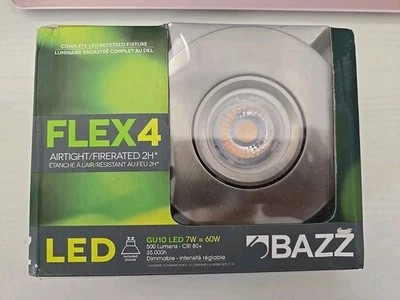 COMPLETE LED RECESSED FIXTURE
LUMINAIRE ENCASTRÉ COMPLET AU DEL
FLEX4
AIRTIGHT/FIRERATED 2H*
ÉTANCHE À L'AIR/RÉSISTANT AU FEU 2H*
LED
GU10 LED 7W = 60W
500 Lumens - CRI 80+
35.000h
Dimmable - intensité réglable
BAZZ